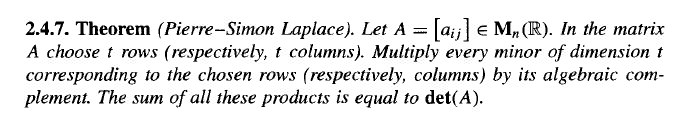 2.4.7. Theorem (Pierre–Simon Laplace). Let A = [aᵢⱼ] ∈ Mₙ(ℝ). In the matrix
A choose t rows (respectively, t columns). Multiply every minor of dimension t
corresponding to the chosen rows (respectively, columns) by its algebraic com-
plement. The sum of all these products is equal to det(A).